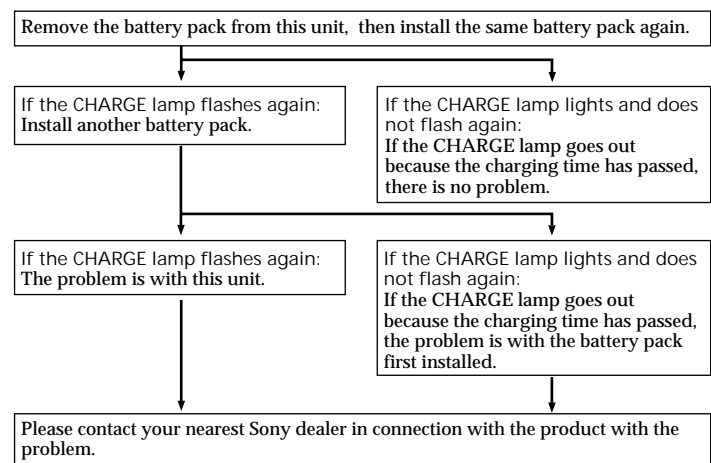 Remove the battery pack from this unit, then install the same battery pack again.
If the CHARGE lamp flashes again:
Install another battery pack.
If the CHARGE lamp lights and does
not flash again:
If the CHARGE lamp goes out
because the charging time has passed,
there is no problem.
If the CHARGE lamp flashes again:
The problem is with this unit.
If the CHARGE lamp lights and does
not flash again:
If the CHARGE lamp goes out
because the charging time has passed,
the problem is with the battery pack
first installed.
Please contact your nearest Sony dealer in connection with the product with the
problem.